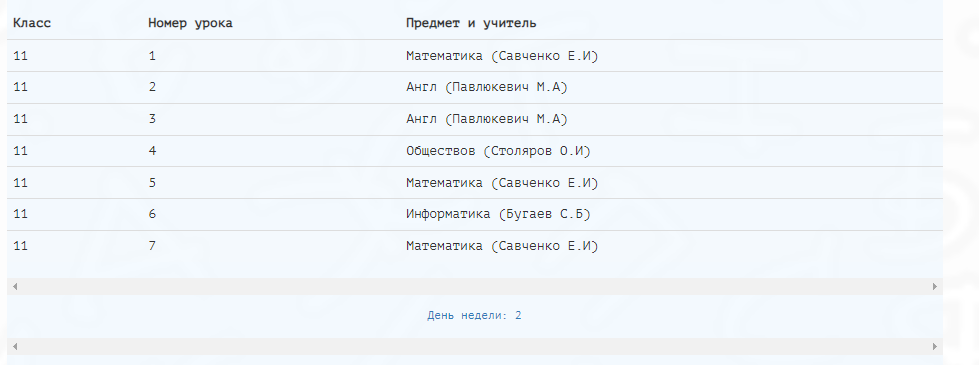 Класс Номер урока Предмет и учитель
11 1 Математика (Савченко Е.И)
11 2 Англ (Павлюкевич М.А)
11 3 Англ (Павлюкевич М.А)
11 4 Обществов (Столяров О.И)
11 5 Математика (Савченко Е.И)
11 6 Информатика (Бугаев С.Б)
11 7 Математика (Савченко Е.И)
День недели: 2